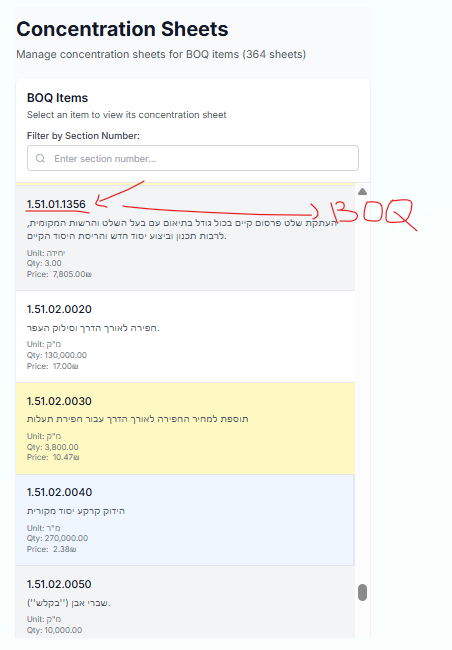 Concentration Sheets
Manage concentration sheets for BOQ items (364 sheets)
BOQ Items
Select an item to view its concentration sheet
Filter by Section Number:
Enter section number...
1.51.01.1356
BOQ
העתקת שלט פרסום קיים בכול גודל בתיאום עם בעל השלט והרשות המקומית,
לרבות תכנון וביצוע יסוד חדש והריסת היסוד הקיים.
Unit: יחידה
Qty: 3.00
Price: 7,805.00₪
1.51.02.0020
חפירה לאורך הדרך וסילוק העפר.
Unit: מ"ק
Qty: 130,000.00
Price: 17.00₪
1.51.02.0030
תוספת למחיר החפירה לאורך הדרך עבור חפירת תעלות
Unit: מ"ק
Qty: 3,800.00
Price: 10.47₪
1.51.02.0040
הידוק קרקע יסוד מקורית
Unit: מ"ר
Qty: 270,000.00
Price: 2.38₪
1.51.02.0050
שברי אבן (''בקלש'').
Unit: מ"ק
Qty: 10,000.00